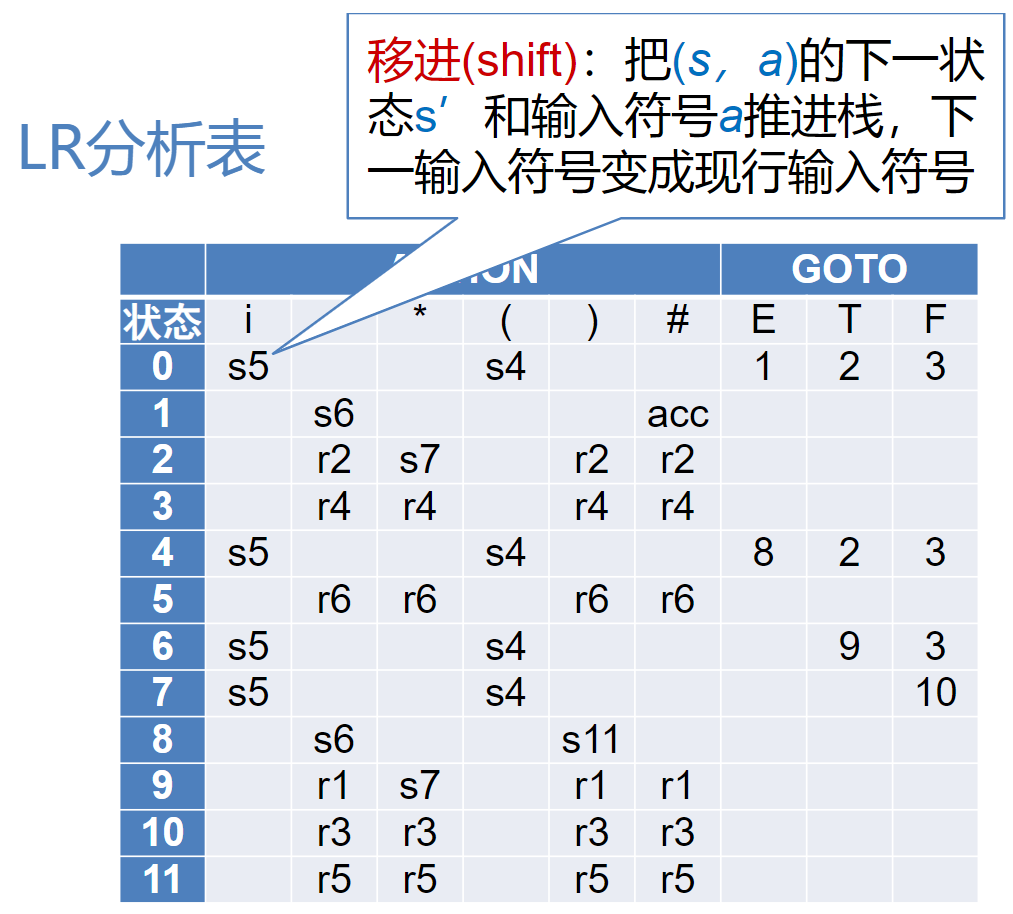 移进(shift)：把(s，a)的下一状
态s′ 和输入符号a推进栈，下
一输入符号变成现行输入符号
LR分析表
GOTO
状态 i * ( ) # E T F
0 s5 s4 1 2 3
1 s6 acc
2 r2 s7 r2 r2
3 r4 r4 r4 r4
4 s5 s4 8 2 3
5 r6 r6 r6 r6
6 s5 s4 9 3
7 s5 s4 10
8 s6 s11
9 r1 s7 r1 r1
10 r3 r3 r3 r3
11 r5 r5 r5 r5